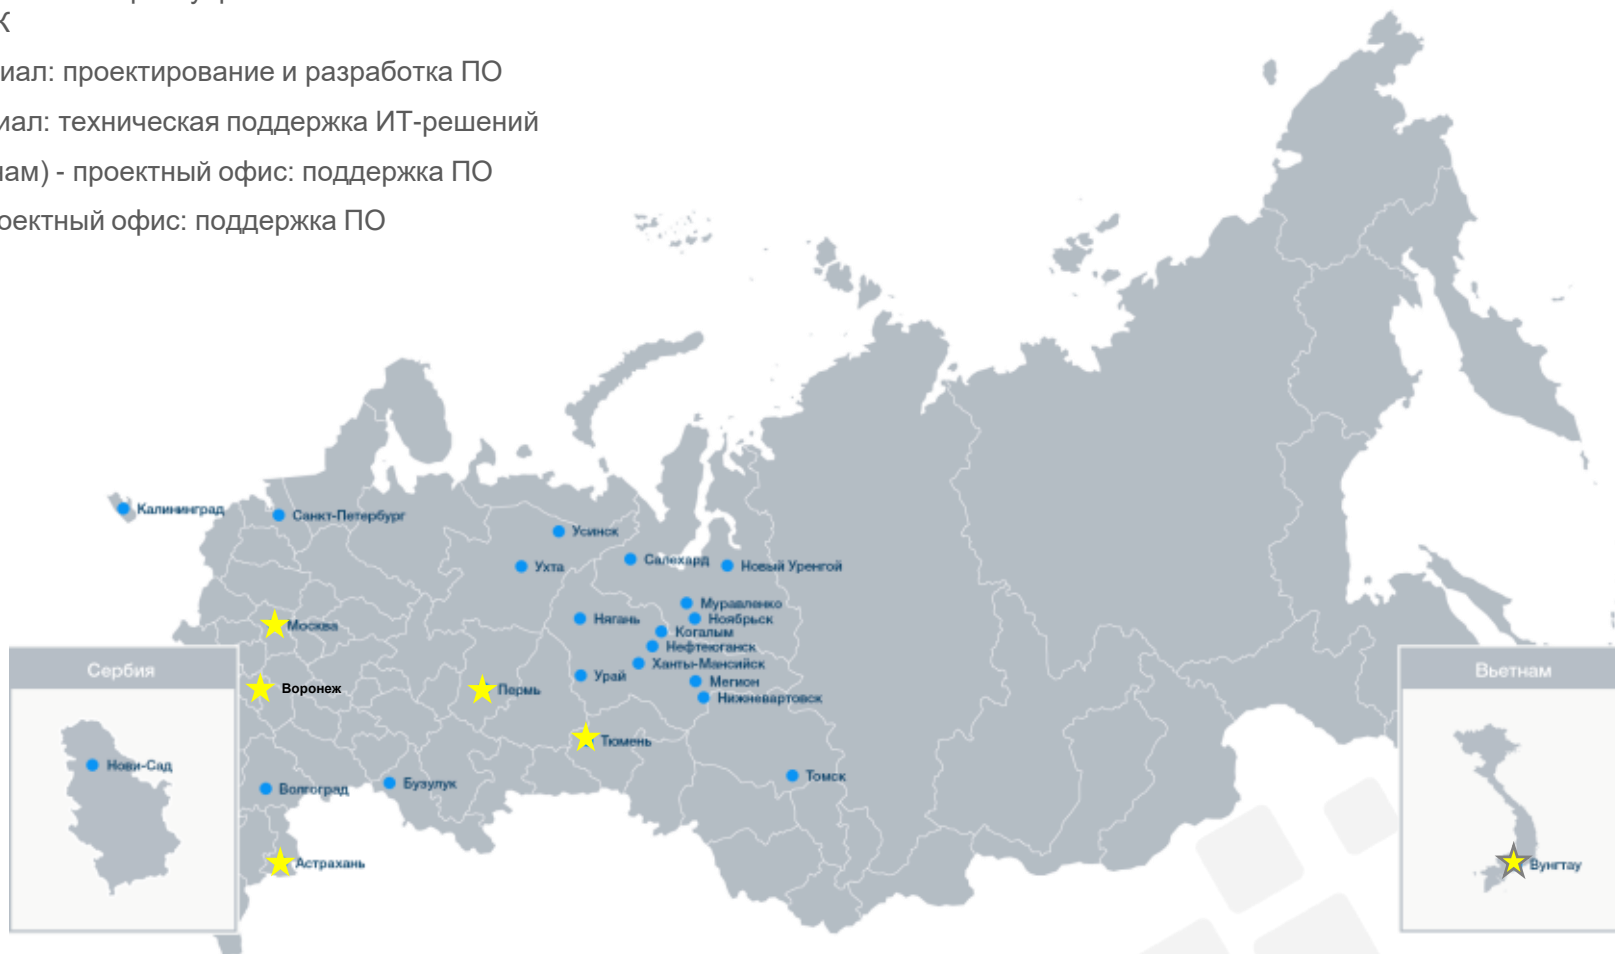 К
иал: проектирование и разработка ПО
иал: техническая поддержка ИТ-решений
нам) - проектный офис: поддержка ПО
оектный офис: поддержка ПО
Калининград
Санкт-Петербург
Усинск
Ухта
Салехард
Новый Уренгой
Муравленко
Нягань
Ноябрьск
Москва
Когалым
Нефтеюганск
Ханты-Мансийск
Урай
Мегион
Воронеж
Пермь
Нижневартовск
Тюмень
Томск
Волгоград
Бузулук
Астрахань
Сербия
Нови-Сад
Вьетнам
Вунгтау